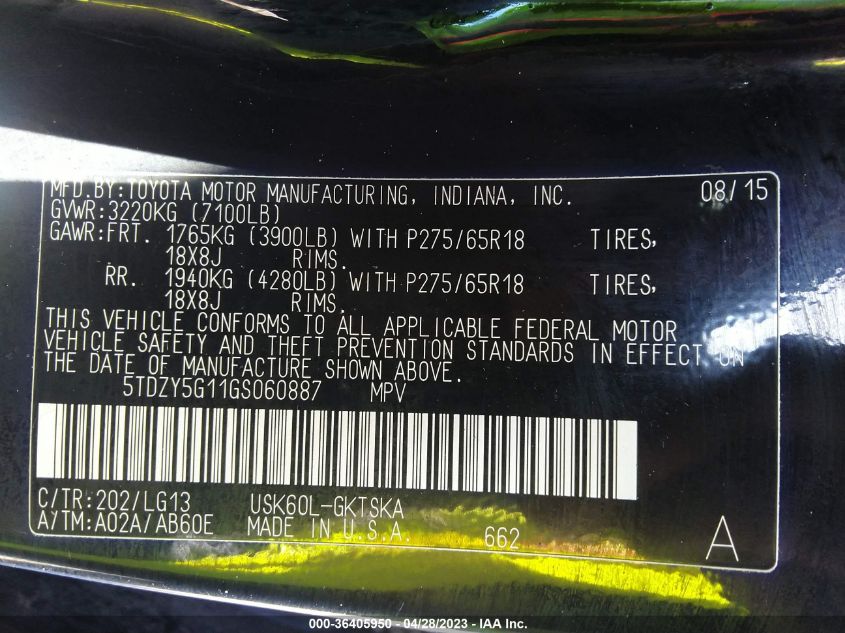 MFD.BY:TOYOTA MOTOR MANUFACTURING, INDIANA, INC. 08/15
GVWR:3220KG (7100LB)
GAWR:FRT. 1765KG (3900LB) WITH P275/65R18 TIRES,
18X8J RIMS.
RR. 1940KG (4280LB) WITH P275/65R18 TIRES,
18X8J RIMS.
THIS VEHICLE CONFORMS TO ALL APPLICABLE FEDERAL MOTOR
VEHICLE SAFETY AND THEFT PREVENTION STANDARDS IN EFFECT ON
THE DATE OF MANUFACTURE SHOWN ABOVE.
5TDZY5G11GS060887 MPV
C/TR:202/LG13 USK60L-GKTSKA
A/TM:A02A/AB60E MADE IN U.S.A. 662 A
000-36405950 - 04/28/2023 - IAA Inc.